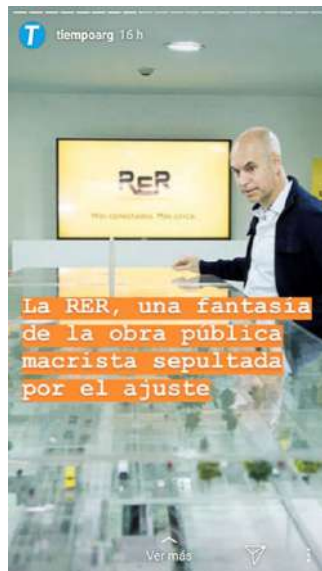 T tiempoarg 16 h
RER
Más conectados. Más cerca.
La RER, una fantasía
de la obra pública
macrista sepultada
por el ajuste
Ver más